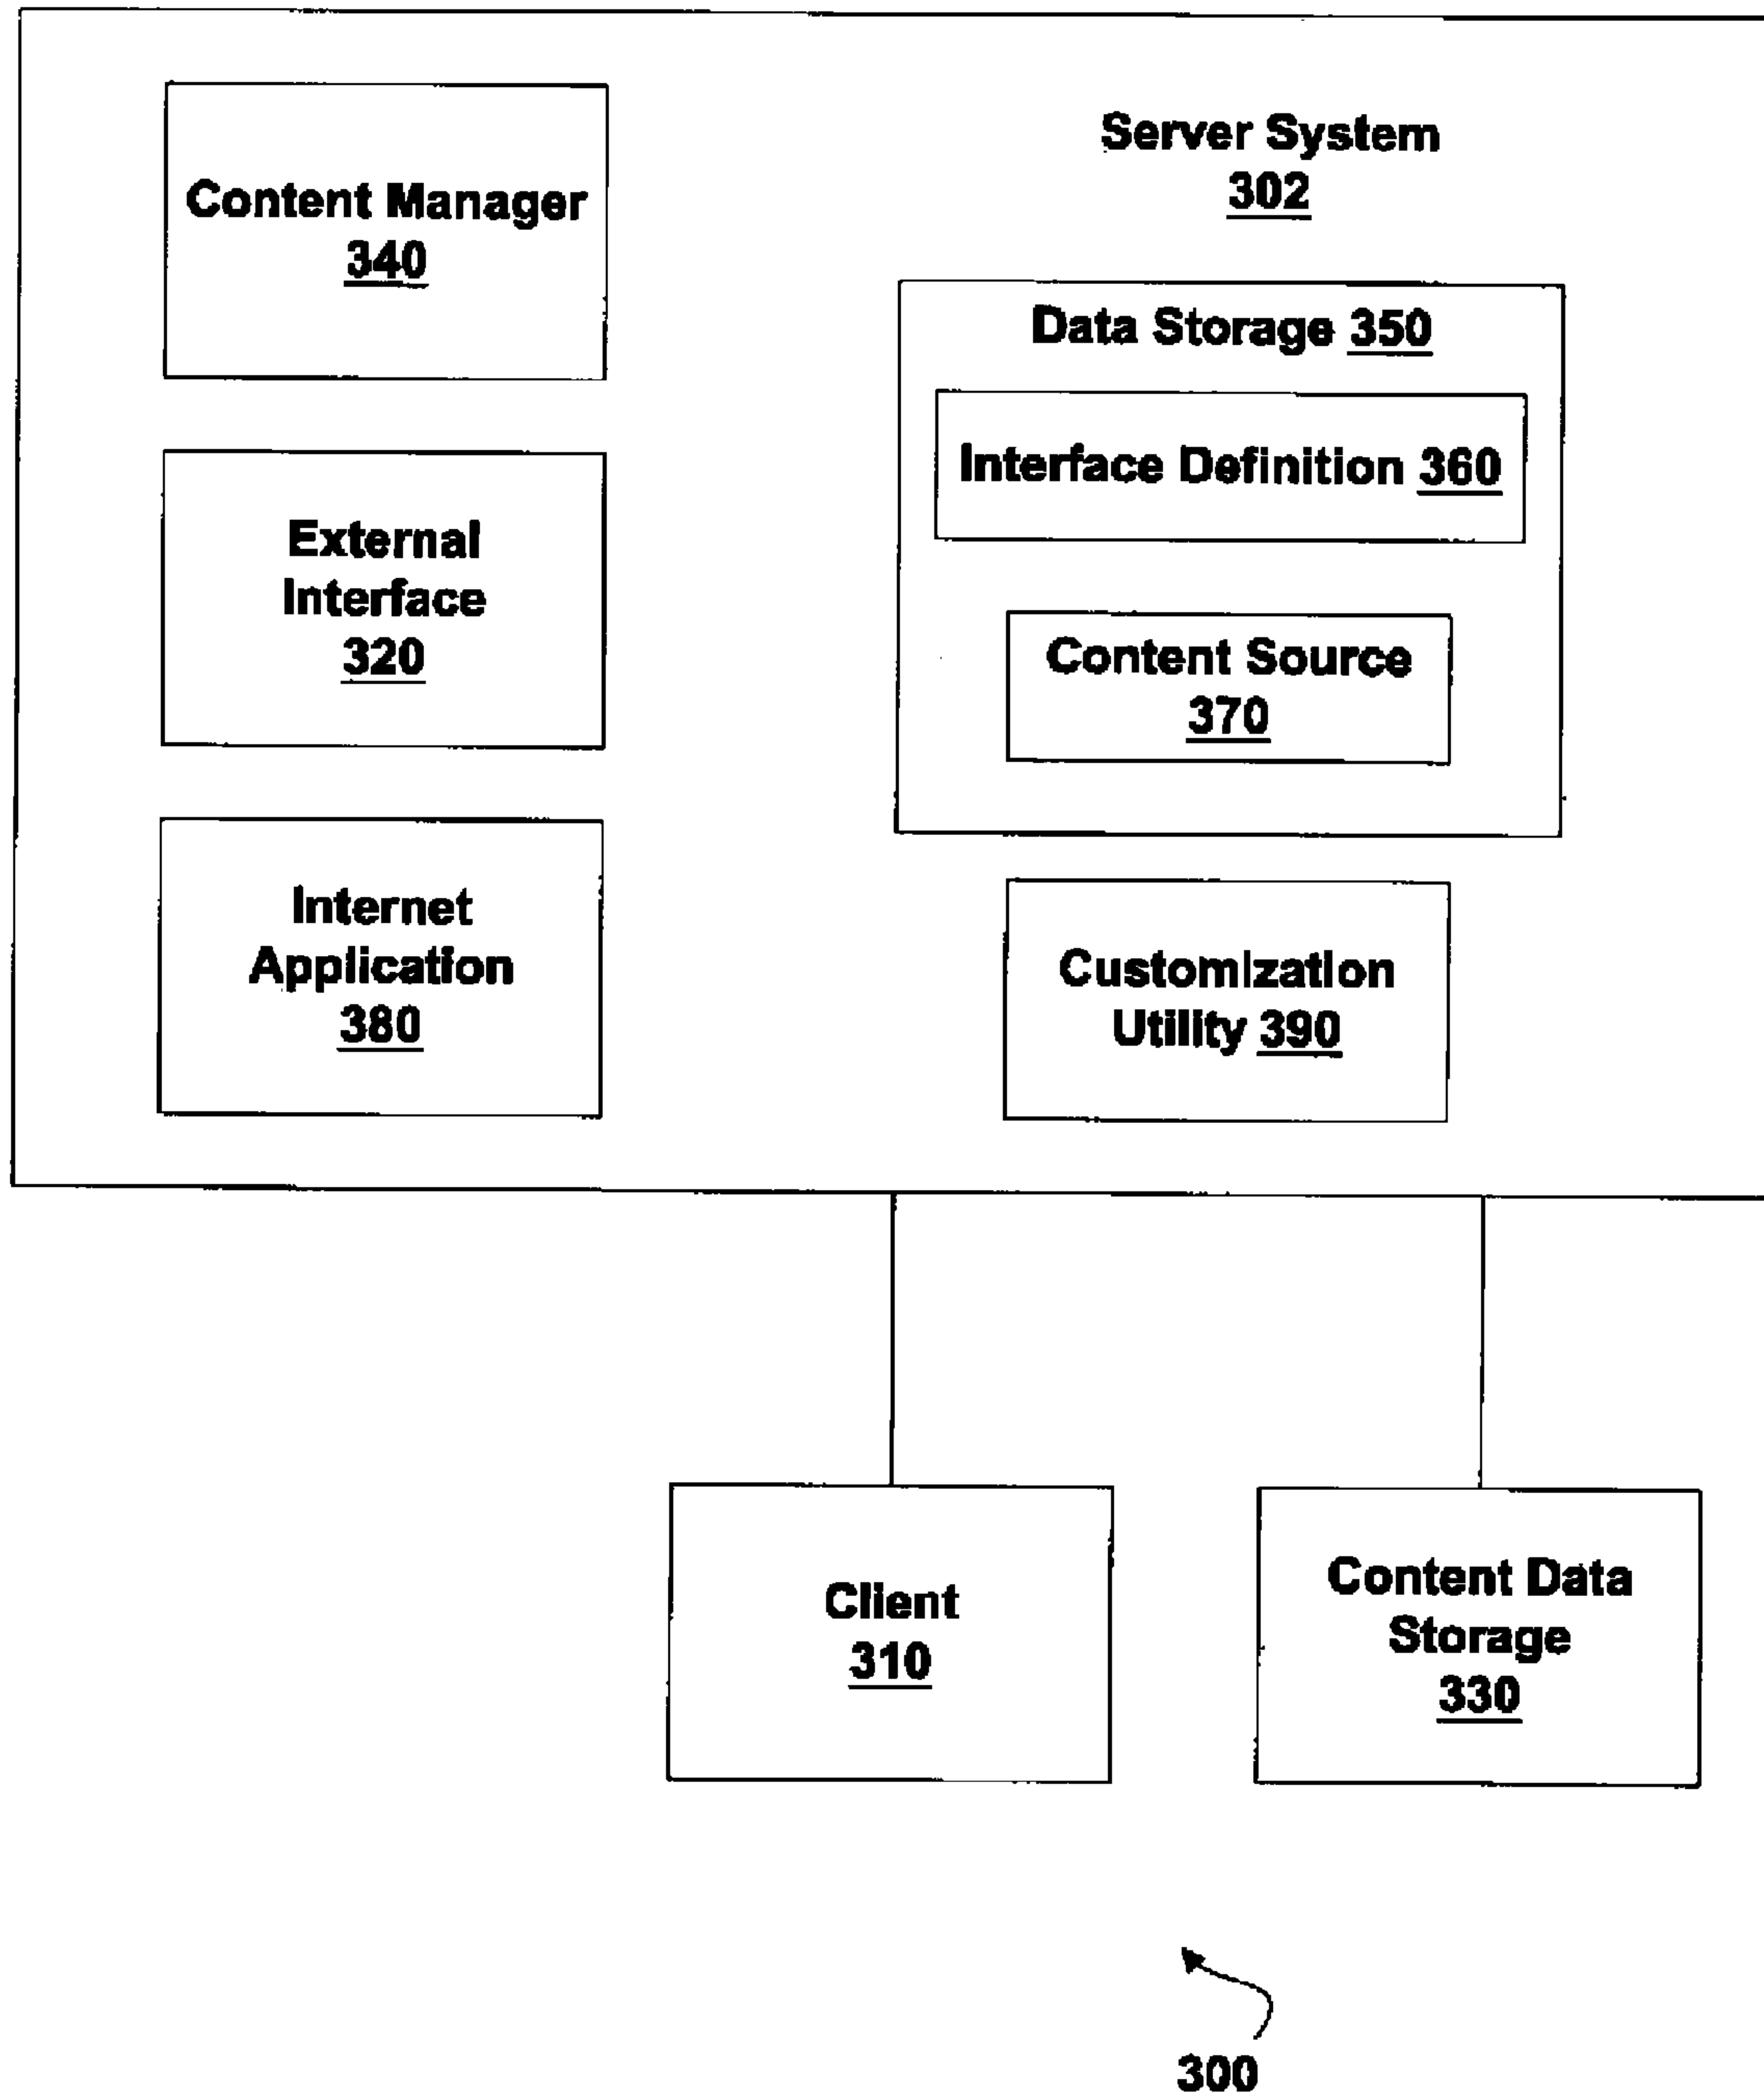 Server System
302
Content Manager
340
Data Storage 350
Interface Definition 360
External
Interface
320
Content Source
370
Internet
Application
380
Customization
Utility 390
Client
310
Content Data
Storage
330
300